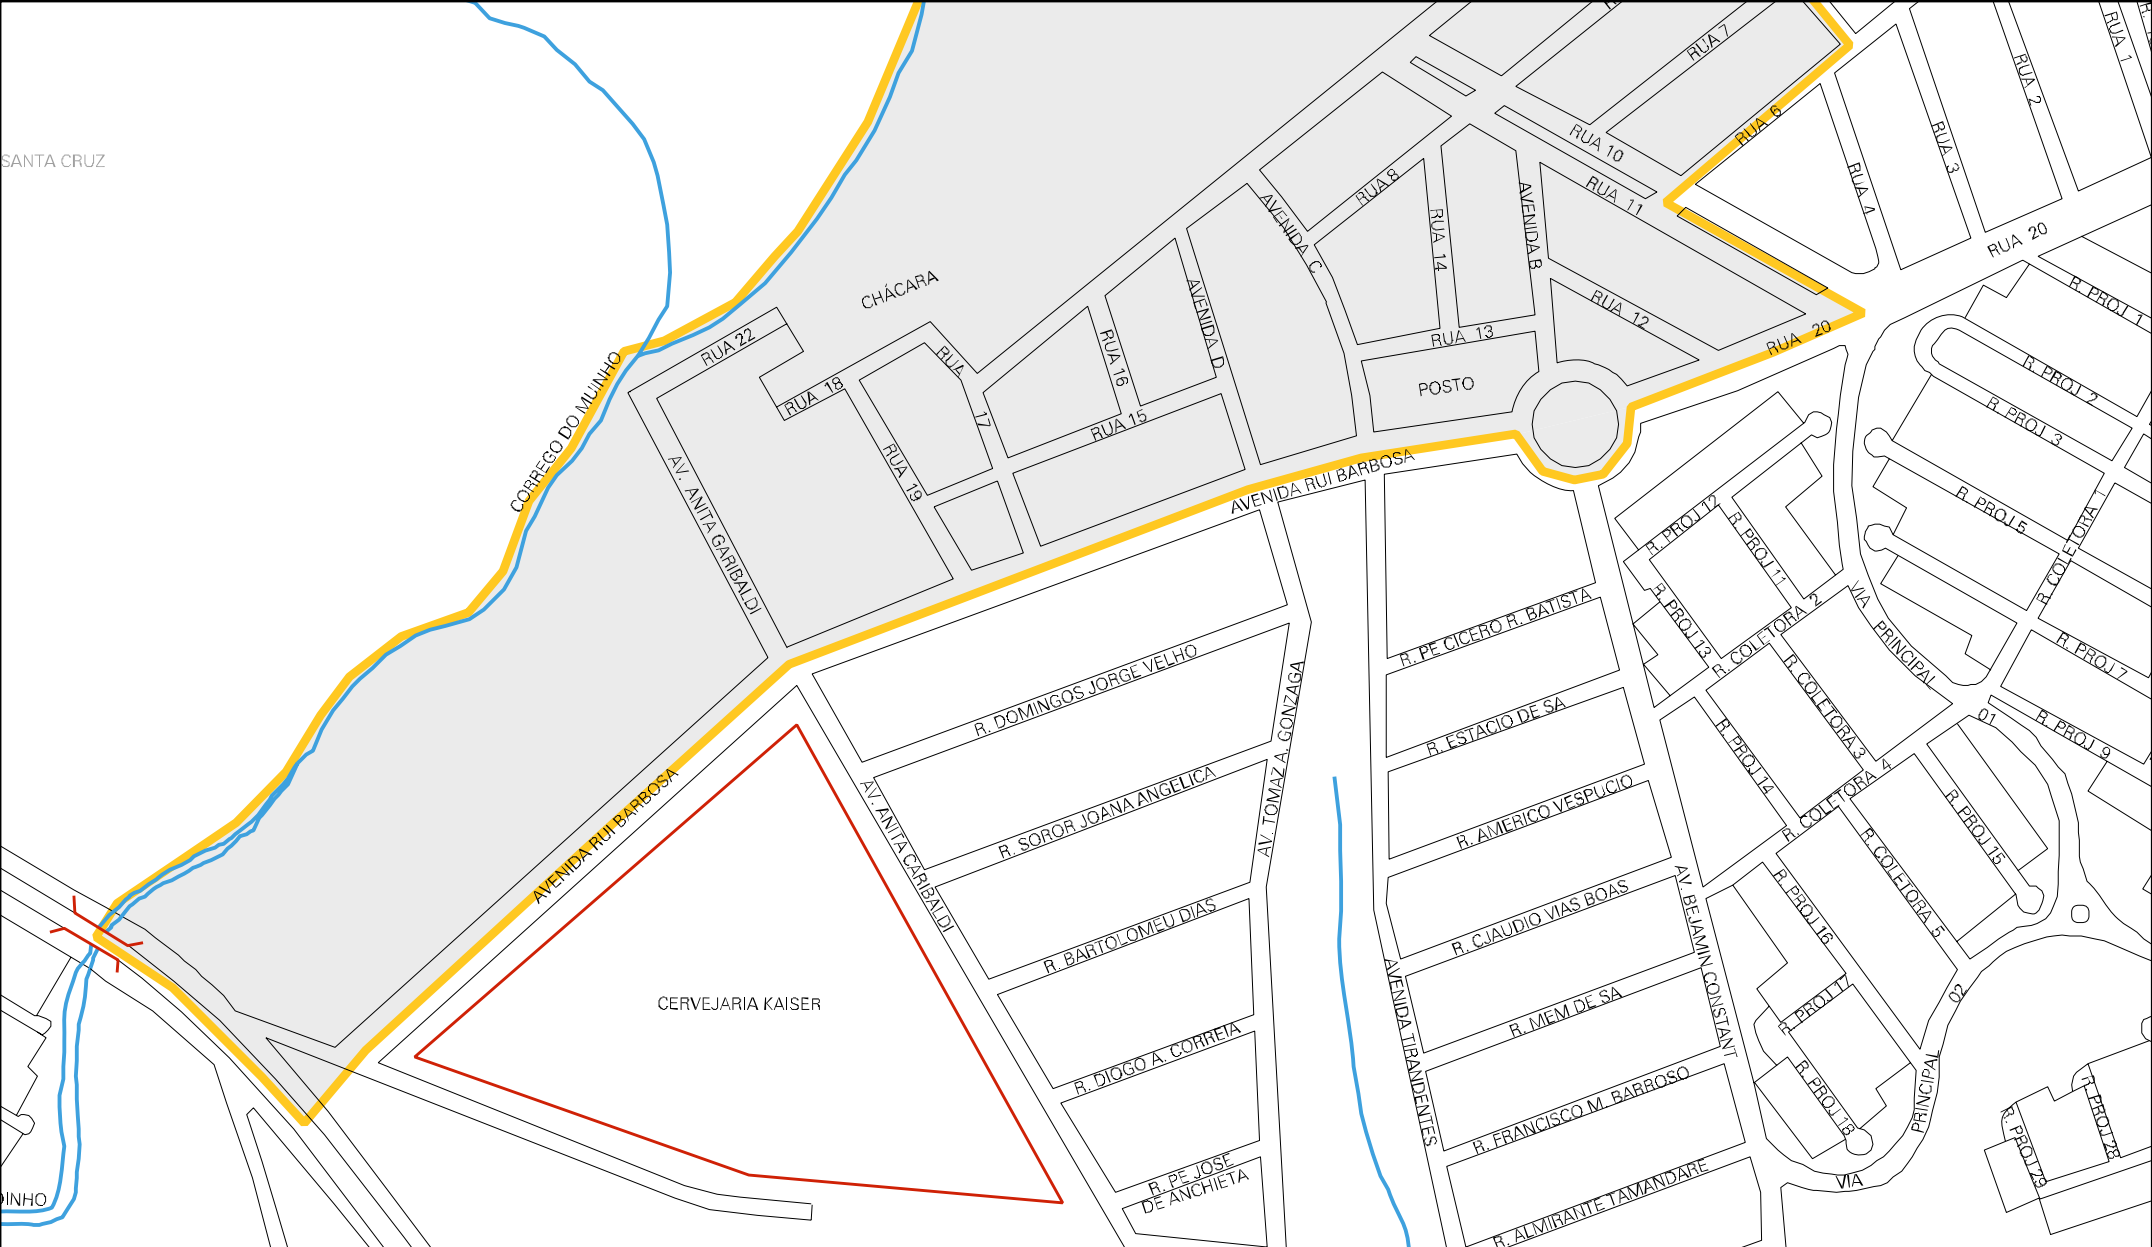 RUA 7
RUA 1
RUA 2
RUA 6
RUA 10
RUA 3
SANTA CRUZ
RUA 4
RUA 8
RUA 11
AVENIDA C
RUA 14
AVENIDA B
RUA 20
CHÁCARA
AVENIDA D
RUA 12
R. PROJ 1
RUA 22
RUA 16
RUA 13
RUA 20
RUA 17
RUA 18
POSTO
R. PROJ 2
R. PROJ 3
RUA 15
CORREGO DO MUINHO
RUA 19
AV. ANITA GARIBALDI
AVENIDA RUI BARBOSA
R. PROJ 5
R. PROJ 12
R. PROJ 11
R. COLETORA 1
R. PROJ 13
R. COLETORA 2
VIA PRINCIPAL 01
R. PE CICERO R. BATISTA
R. DOMINGOS JORGE VELHO
R. PROJ 7
R. ESTACIO DE SA
R. COLETORA 3
R. PROJ 9
R. PROJ 14
AV. TOMAZ A. GONZAGA
AVENIDA RUI BARBOSA
R. SOROR JOANA ANGELICA
R. AMERICO VESPUCIO
R. COLETORA 4
R. PROJ 15
AV. ANITA CARIBALDI
R. COLETORA 5
R. PROJ 16
R. CJAUDIO VIAS BOAS
R. BARTOLOMEU DIAS
AV. BEJAMIN CONSTANT
CERVEJARIA KAISER
R. MEM DE SA
R. PROJ 17
02
R. DIOGO A. CORREIA
AVENIDA TIRANDENTES
R. PROJ 18
PRINCIPAL
R. FRANCISCO M. BARROSO
R. PROJ 28
R. PROJ 29
R. PE JOSE
DE ANCHIETA
VIA
R. ALMIRANTE TAMANDARE